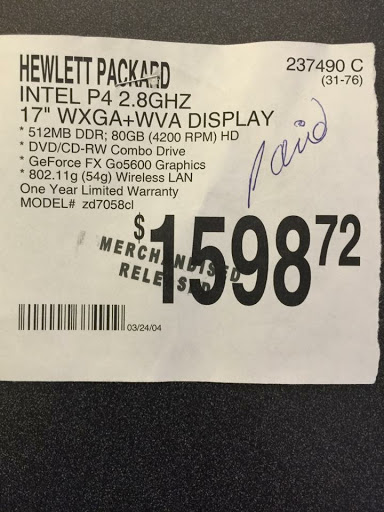 HEWLETT PACKARD
237490 C
(31-76)
INTEL P4 2.8GHZ
17" WXGA+WVA DISPLAY
* 512MB DDR; 80GB (4200 RPM) HD
* DVD/CD-RW Combo Drive
* GeForce FX Go5600 Graphics
* 802.11g (54g) Wireless LAN
One Year Limited Warranty
MODEL# zd7058cl
paid
$1598 72
MERCHANDISED
RELEASED
03/24/04